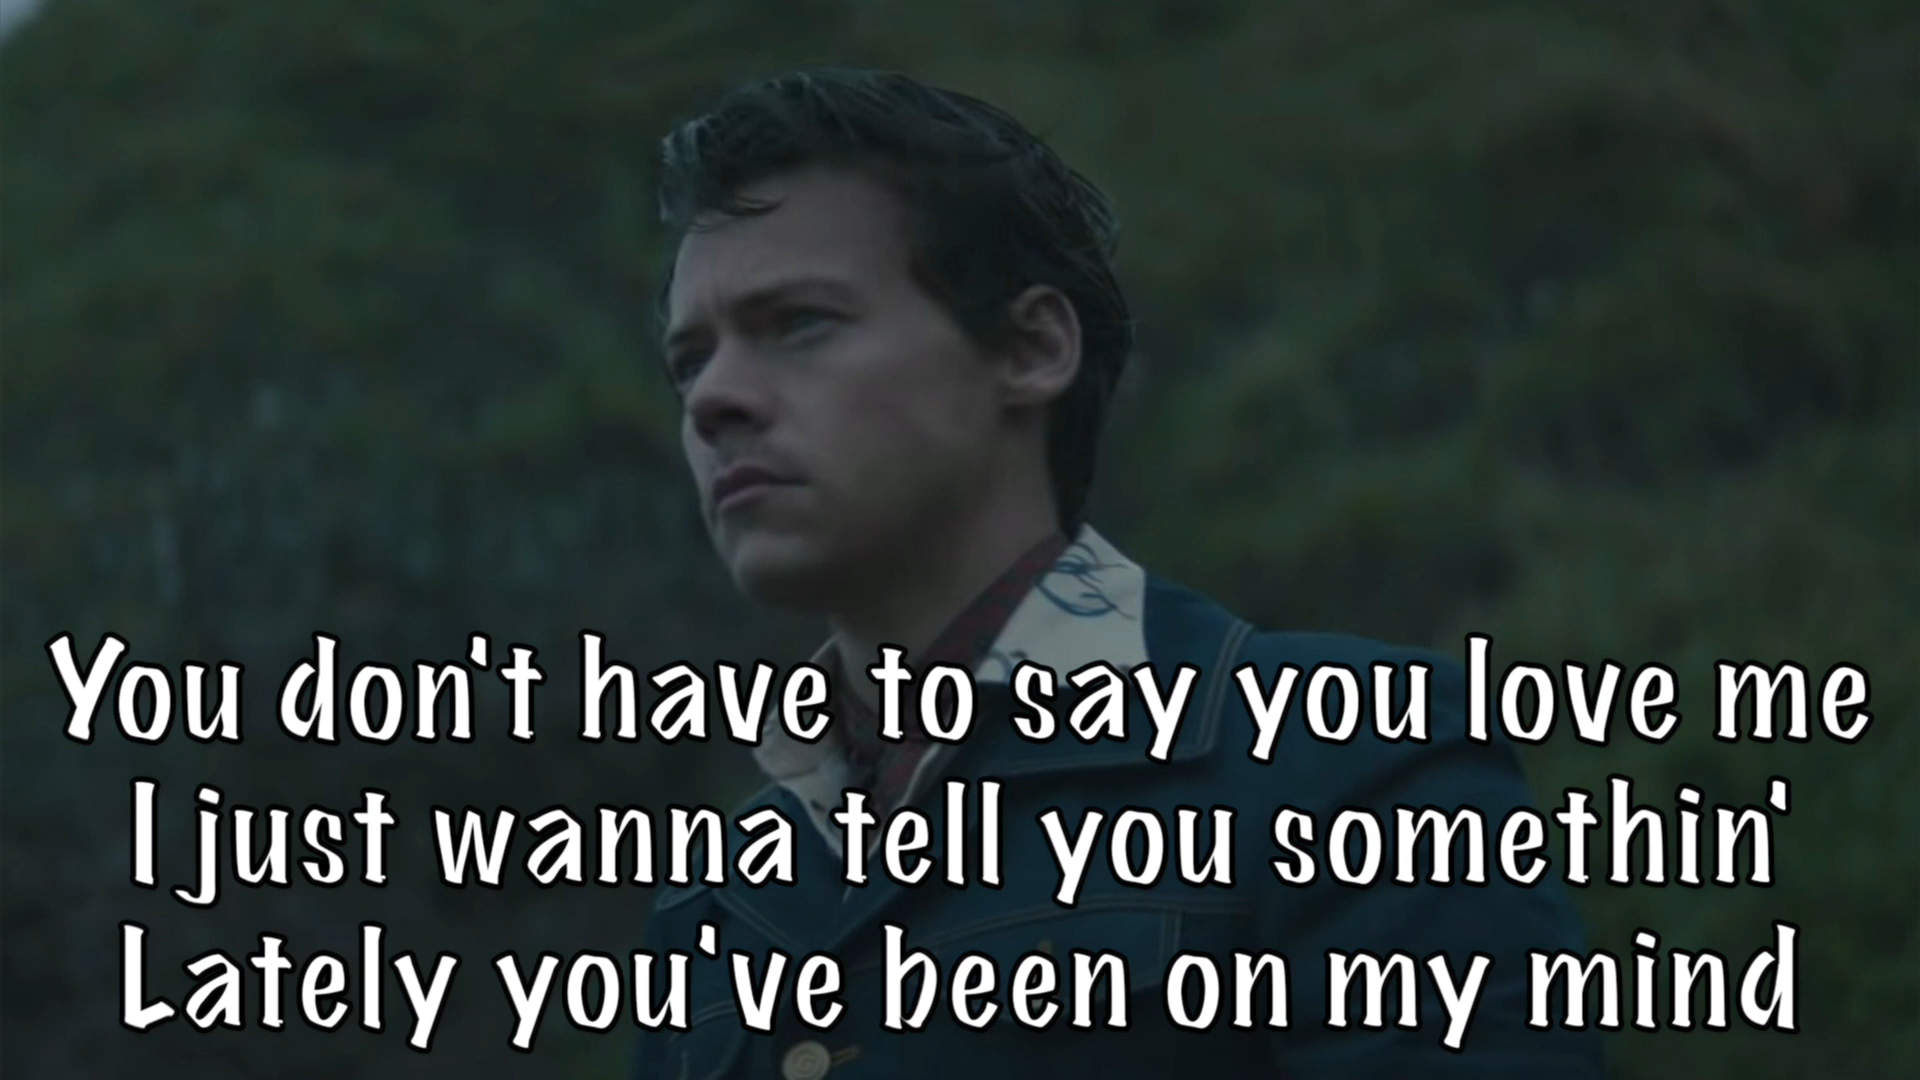 You don't have to say you love me
I just wanna tell you somethin'
Lately you've been on my mind